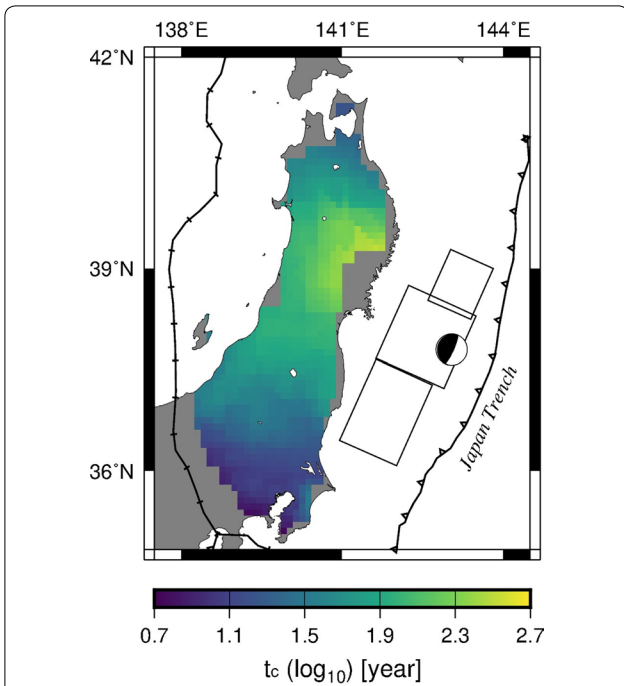 138˚E 141˚E 144˚E
42˚N
39˚N
36˚N
Japan Trench
0.7 1.1 1.5 1.9 2.3 2.7
t_c (log₁₀) [year]